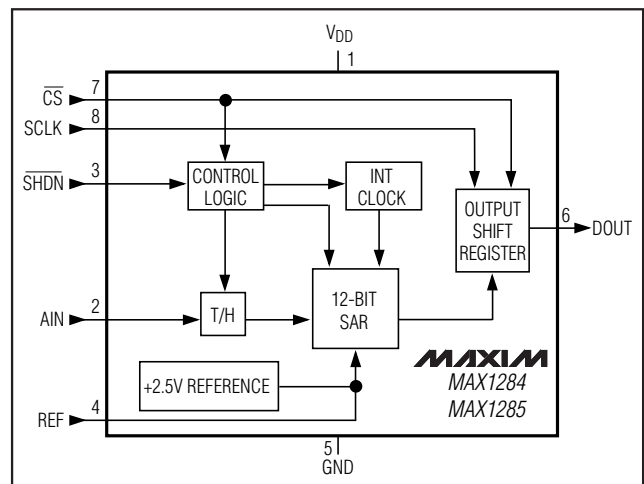 VDD
1
CS
7
SCLK
8
SHDN
3
CONTROL
LOGIC
INT
CLOCK
OUTPUT
SHIFT
REGISTER
6
DOUT
AIN
2
T/H
12-BIT
SAR
+2.5V REFERENCE
MAXIM
MAX1284
MAX1285
REF
4
5
GND